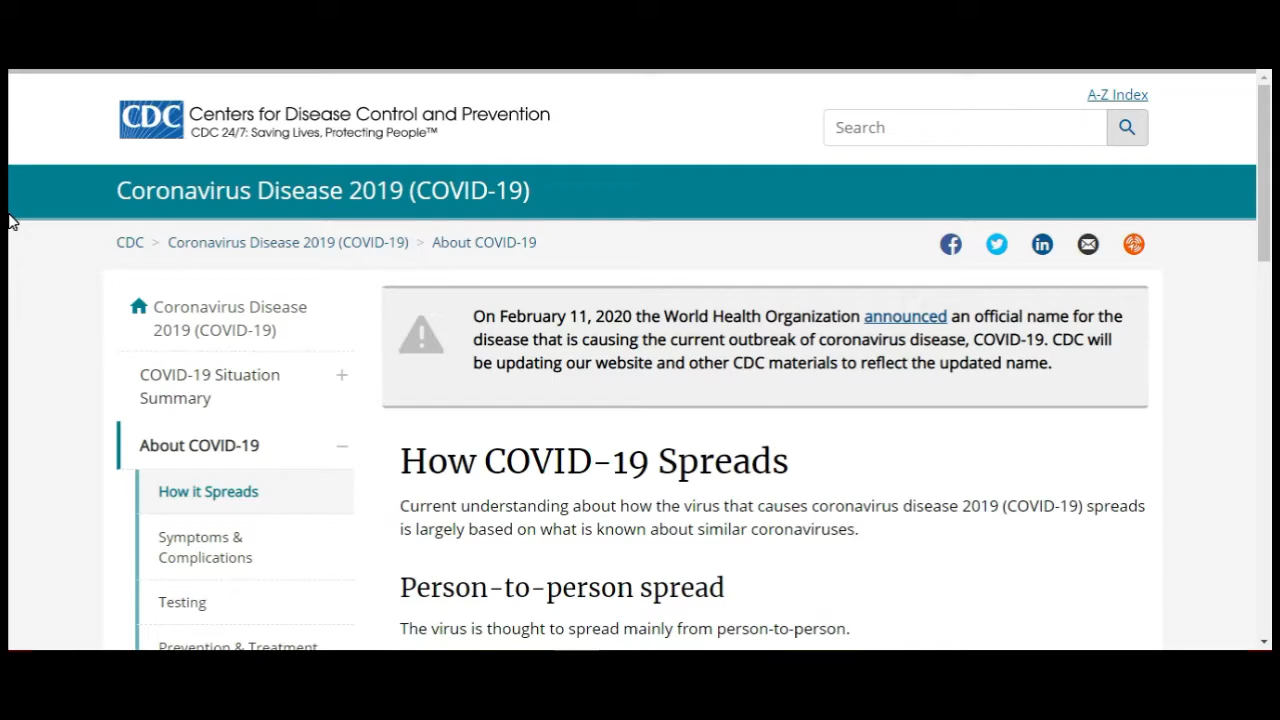 A-Z Index
CDC Centers for Disease Control and Prevention
CDC 24/7: Saving Lives, Protecting People™
Search
Coronavirus Disease 2019 (COVID-19)
CDC > Coronavirus Disease 2019 (COVID-19) > About COVID-19
Coronavirus Disease
2019 (COVID-19)
COVID-19 Situation
Summary
About COVID-19
How it Spreads
Symptoms &
Complications
Testing
Prevention & Treatment
On February 11, 2020 the World Health Organization announced an official name for the
disease that is causing the current outbreak of coronavirus disease, COVID-19. CDC will
be updating our website and other CDC materials to reflect the updated name.
How COVID-19 Spreads
Current understanding about how the virus that causes coronavirus disease 2019 (COVID-19) spreads
is largely based on what is known about similar coronaviruses.
Person-to-person spread
The virus is thought to spread mainly from person-to-person.